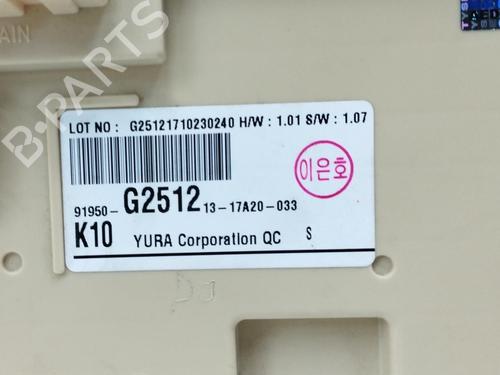 AIN
LOT NO : G25121710230240 H/W : 1.01 S/W : 1.07
이은호
91950-G2512 13-17A20-033
K10 YURA Corporation QC S
B-PARTS